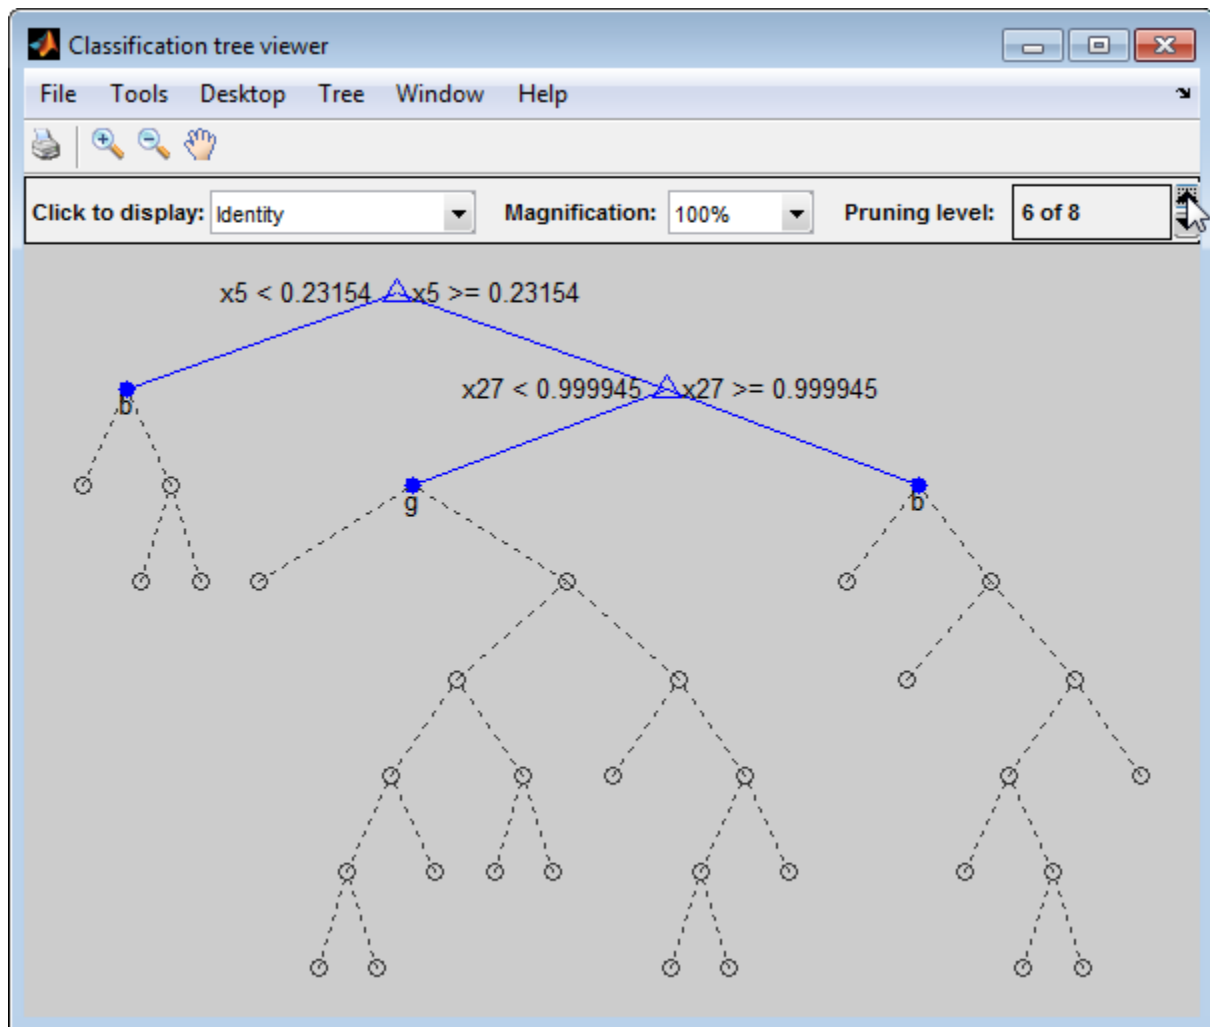 Classification tree viewer
File Tools Desktop Tree Window Help
Click to display: Identity Magnification: 100% Pruning level: 6 of 8
x5 < 0.23154 x5 >= 0.23154
x27 < 0.999945 x27 >= 0.999945
b
g
b